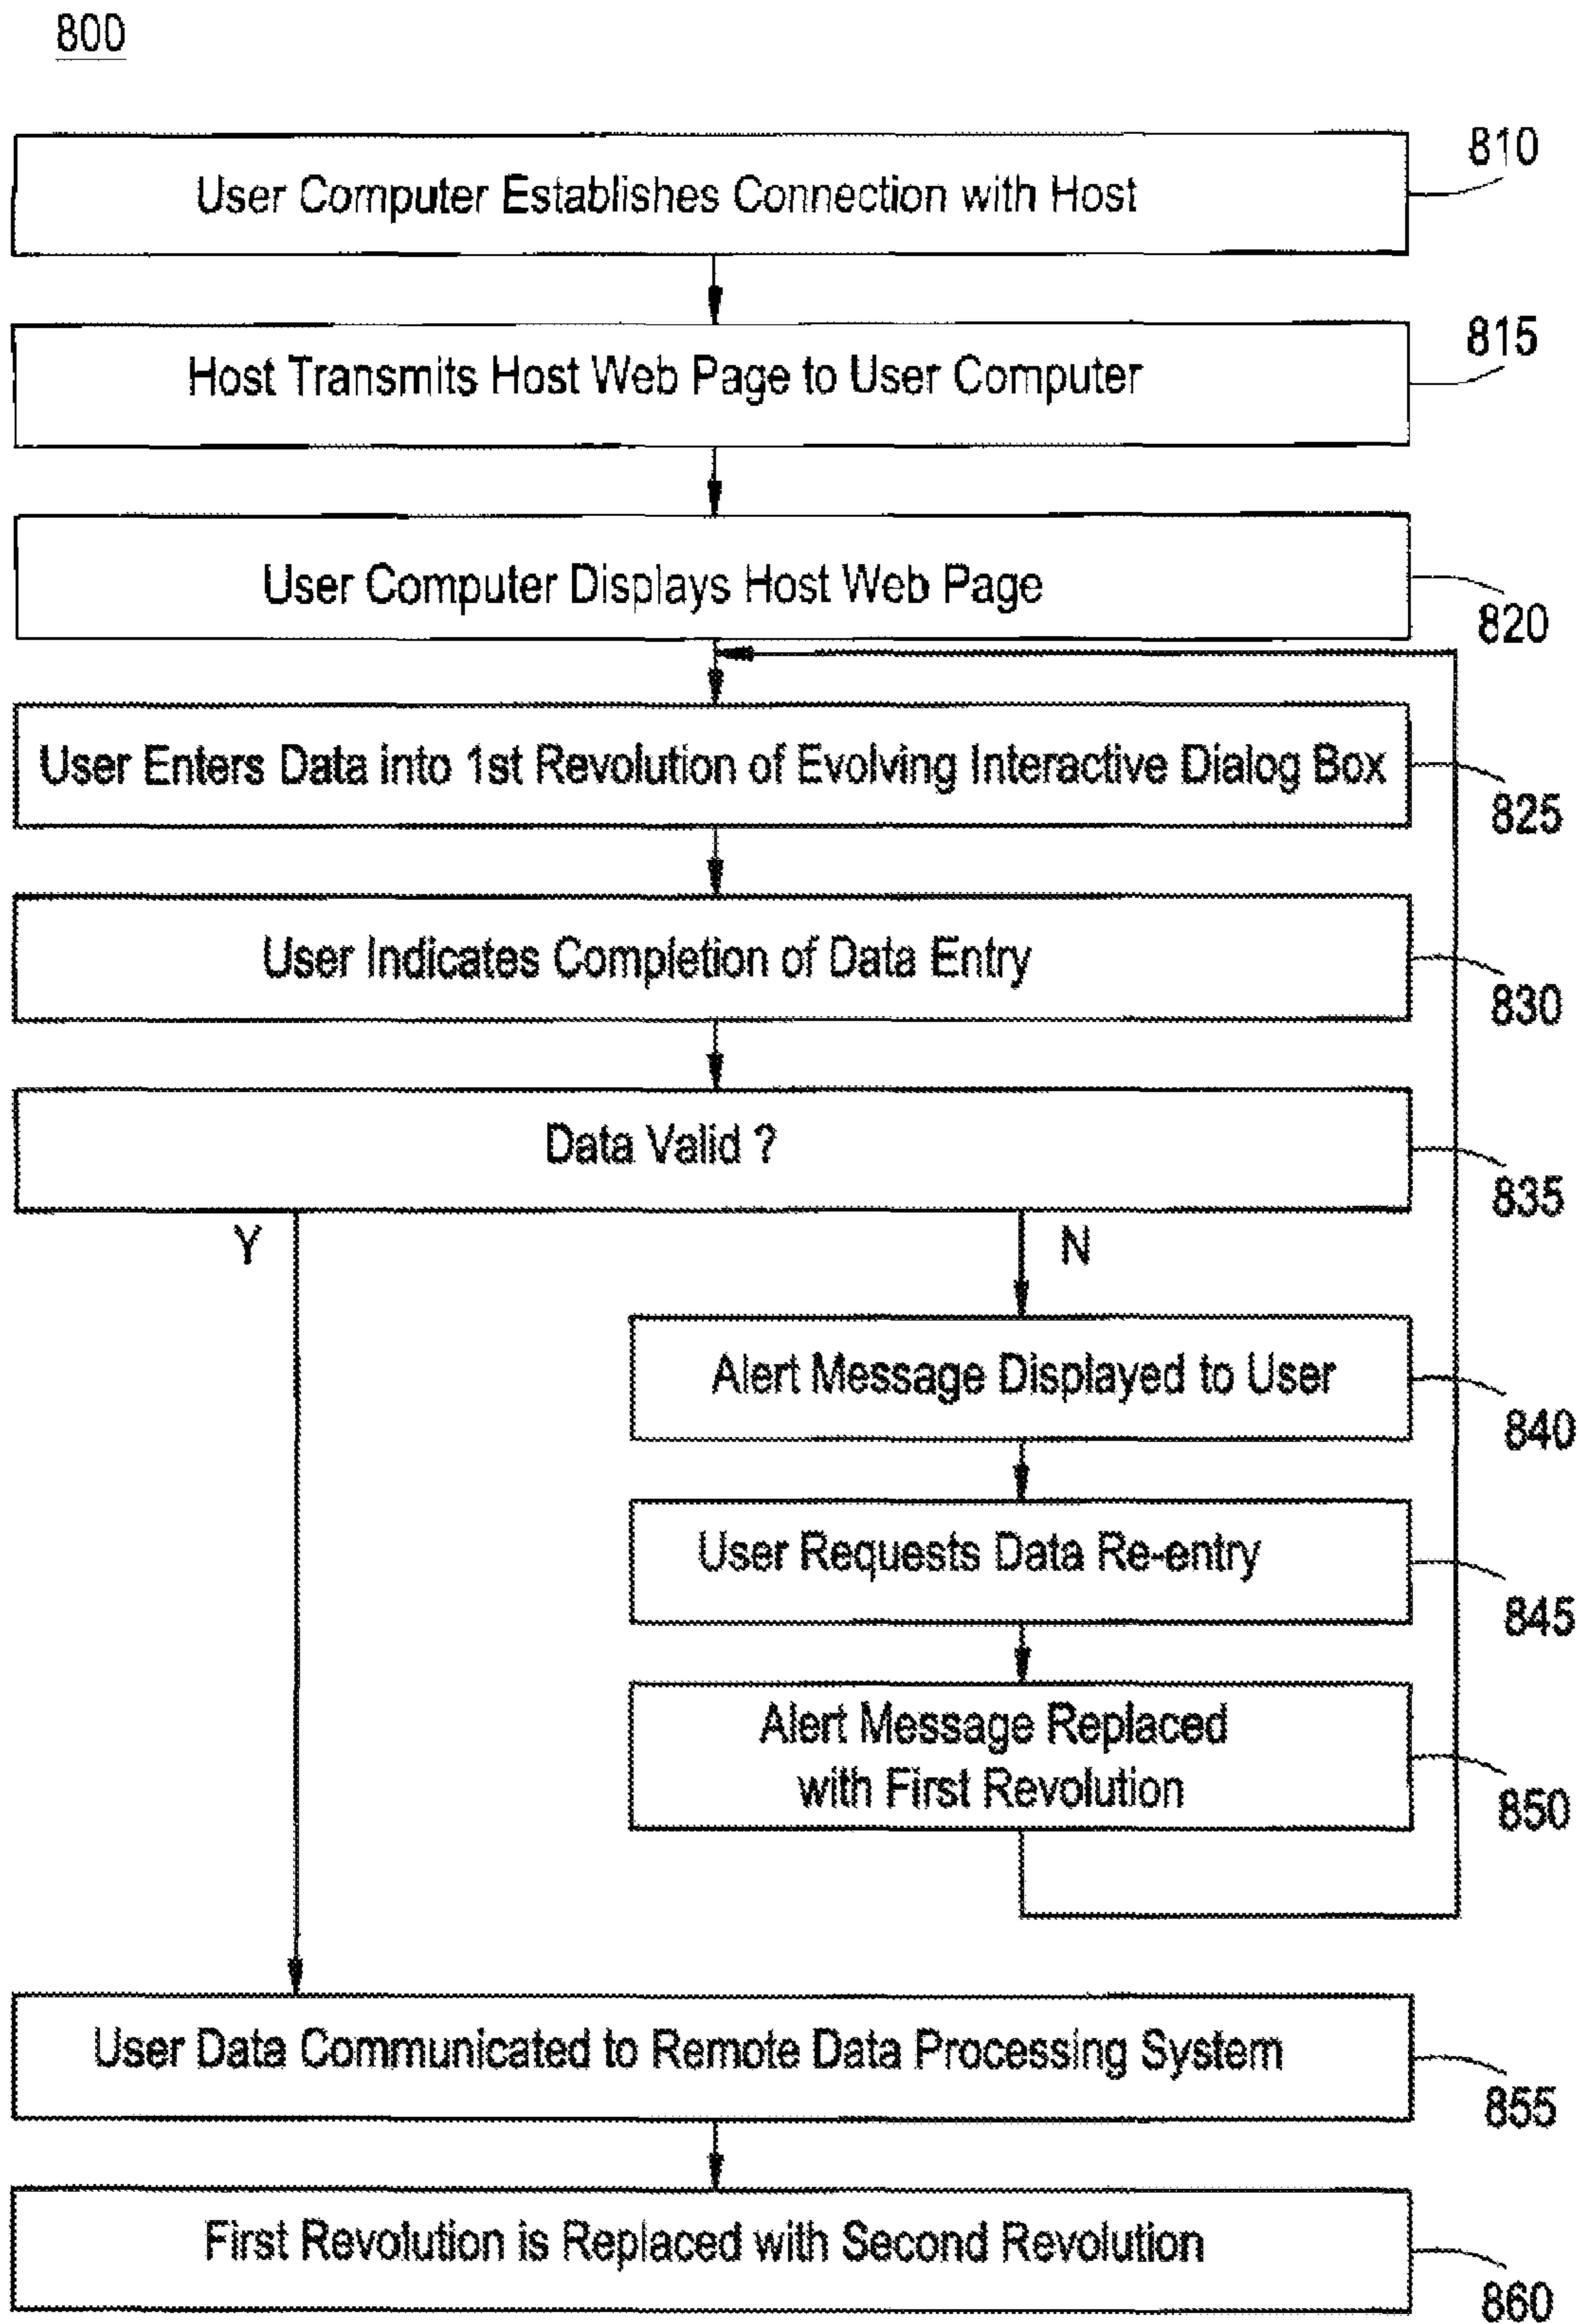 800
User Computer Establishes Connection with Host
810
Host Transmits Host Web Page to User Computer
815
User Computer Displays Host Web Page
820
User Enters Data into 1st Revolution of Evolving Interactive Dialog Box
825
User Indicates Completion of Data Entry
830
Data Valid ?
835
Y
N
Alert Message Displayed to User
840
User Requests Data Re-entry
845
Alert Message Replaced
with First Revolution
850
User Data Communicated to Remote Data Processing System
855
First Revolution is Replaced with Second Revolution
860